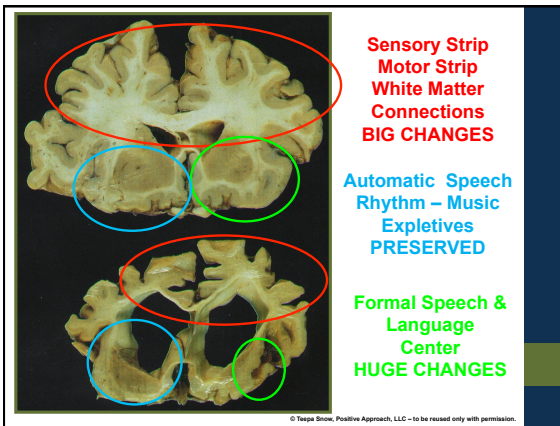 Sensory Strip
Motor Strip
White Matter
Connections
BIG CHANGES
Automatic Speech
Rhythm – Music
Expletives
PRESERVED
Formal Speech &
Language
Center
HUGE CHANGES
© Teepa Snow, Positive Approach, LLC – to be reused only with permission.